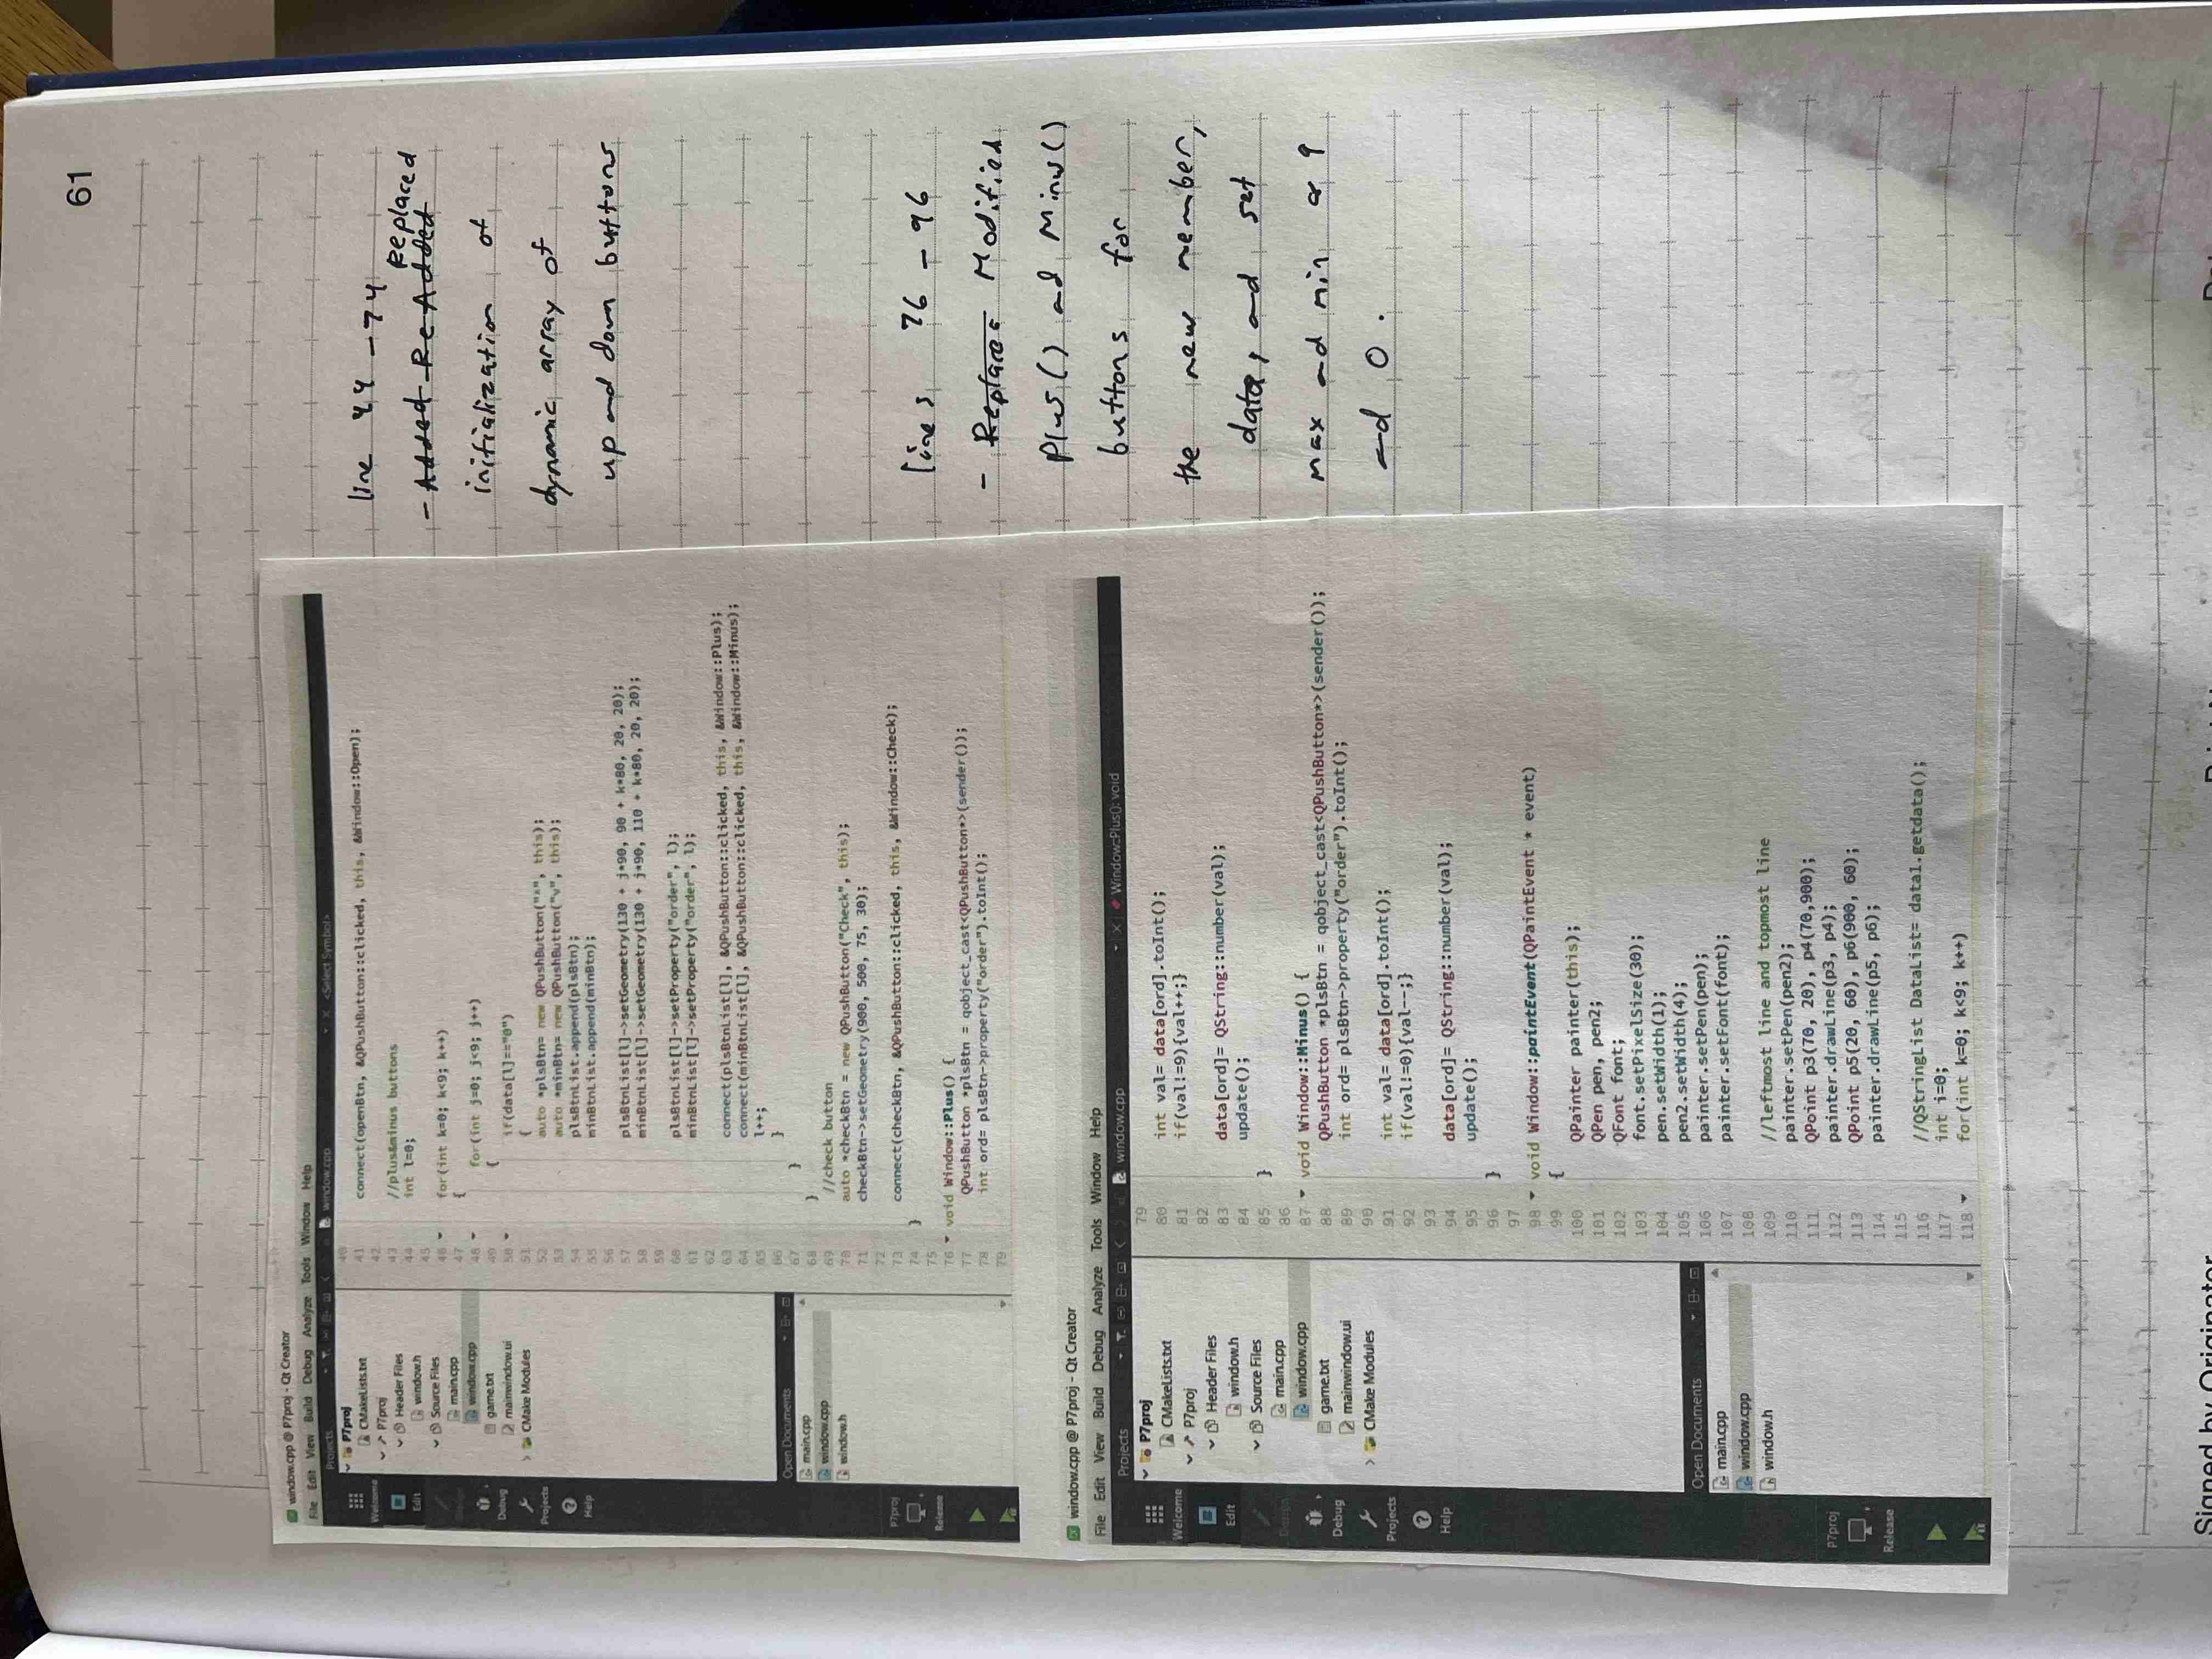 61
window.cpp @ P7proj - Qt Creator
File Edit View Build Debug Analyze Tools Window Help
Projects window.cpp <Select Symbol>
Welcome
Edit
Debug
Projects
Help
P7proj
CMakeLists.txt
P7proj
Header Files
window.h
Source Files
main.cpp
window.cpp
game.txt
mainwindow.ui
CMake Modules
Open Documents
main.cpp
window.cpp
window.h
P7proj
Release
40
41 connect(openBtn, &QPushButton::clicked, this, &Window::Open);
42
43 //plus&minus buttons
44 int l=0;
45
46 for(int k=0; k<9; k++)
47 {
48 for(int j=0; j<9; j++)
49 {
50 if(data[l]=="0")
51 {
52 auto *plsBtn= new QPushButton("^", this);
53 auto *minBtn= new QPushButton("v", this);
54 plsBtnList.append(plsBtn);
55 minBtnList.append(minBtn);
56
57 plsBtnList[l]->setGeometry(130 + j*90, 90 + k*80, 20, 20);
58 minBtnList[l]->setGeometry(130 + j*90, 110 + k*80, 20, 20);
59
60 plsBtnList[l]->setProperty("order", l);
61 minBtnList[l]->setProperty("order", l);
62
63 connect(plsBtnList[l], &QPushButton::clicked, this, &Window::Plus);
64 connect(minBtnList[l], &QPushButton::clicked, this, &Window::Minus);
65 l++;
66 }
67 }
68 }
69 //check button
70 auto *checkBtn = new QPushButton("Check", this);
71 checkBtn->setGeometry(900, 500, 75, 30);
72
73 connect(checkBtn, &QPushButton::clicked, this, &Window::Check);
74 }
75
76 void Window::Plus() {
77 QPushButton *plsBtn = qobject_cast<QPushButton*>(sender());
78 int ord= plsBtn->property("order").toInt();
79
line 44 - 74
Replaced
- Added Re Added
initialization of
dynamic array of
up and down buttons
lines 76 - 96
- Replace Modified
Plus() and Minus()
buttons for
the new member,
data, and set
max and min as 9
and 0.
window.cpp @ P7proj - Qt Creator
File Edit View Build Debug Analyze Tools Window Help
Projects window.cpp Window::Plus(): void
Welcome
Edit
Design
Debug
Projects
Help
P7proj
CMakeLists.txt
P7proj
Header Files
window.h
Source Files
main.cpp
window.cpp
game.txt
mainwindow.ui
CMake Modules
Open Documents
main.cpp
window.cpp
window.h
P7proj
Release
79
80 int val= data[ord].toInt();
81 if(val!=9){val++;}
82
83 data[ord]= QString::number(val);
84 update();
85 }
86
87 void Window::Minus() {
88 QPushButton *plsBtn = qobject_cast<QPushButton*>(sender());
89 int ord= plsBtn->property("order").toInt();
90
91 int val= data[ord].toInt();
92 if(val!=0){val--;}
93
94 data[ord]= QString::number(val);
95 update();
96 }
97
98 void Window::paintEvent(QPaintEvent * event)
99 {
100 QPainter painter(this);
101 QPen pen, pen2;
102 QFont font;
103 font.setPixelSize(30);
104 pen.setWidth(1);
105 pen2.setWidth(4);
106 painter.setPen(pen);
107 painter.setFont(font);
108
109 //leftmost line and topmost line
110 painter.setPen(pen2);
111 QPoint p3(70, 20), p4(70,900);
112 painter.drawLine(p3, p4);
113 QPoint p5(20, 60), p6(900, 60);
114 painter.drawLine(p5, p6);
115
116 //QStringList DataList= data1.getdata();
117 int i=0;
118 for(int k=0; k<9; k++)
Signed by Originator